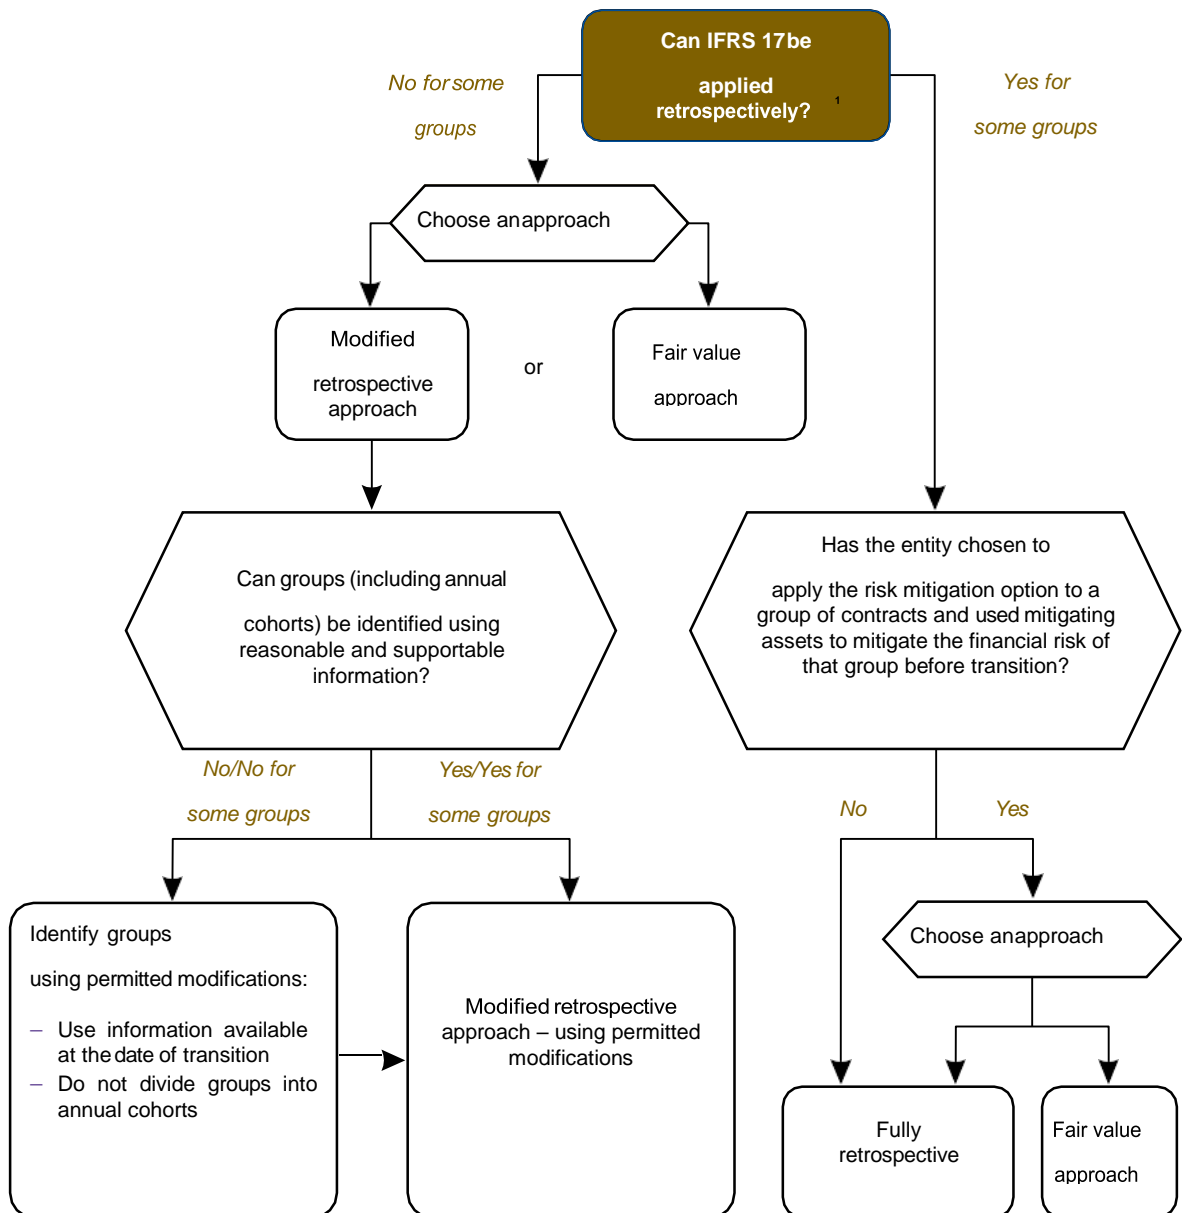 Can IFRS 17be
applied
retrospectively? 1
No forsome
groups
Yes for
some groups
Choose anapproach
Modified
retrospective
approach
or
Fair value
approach
Can groups (including annual
cohorts) be identified using
reasonable and supportable
information?
Has the entity chosen to
apply the risk mitigation option to a
group of contracts and used mitigating
assets to mitigate the financial risk of
that group before transition?
No/No for
some groups
Yes/Yes for
some groups
No
Yes
Identify groups
using permitted modifications:
– Use information available
at thedate of transition
– Do not divide groups into
annual cohorts
Modified retrospective
approach – using permitted
modifications
Choose anapproach
Fully
retrospective
Fair value
approach